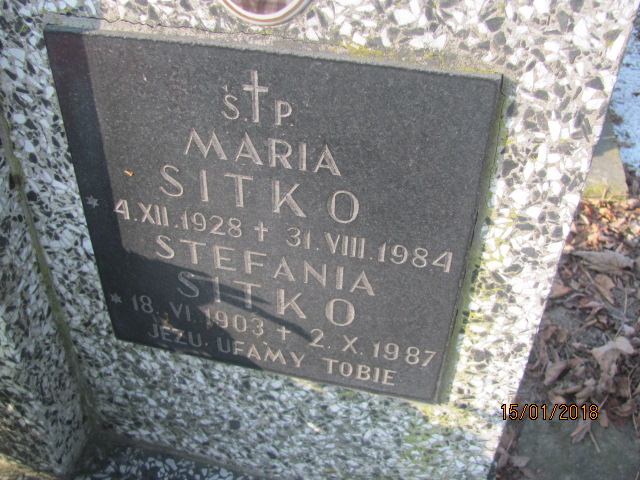 Ś. † P.
MARIA
SITKO
* 4.XII.1928 † 31.VIII.1984
STEFANIA
SITKO
* 18.VI.1903 † 2.X.1987
JEZU UFAMY TOBIE
15/01/2018